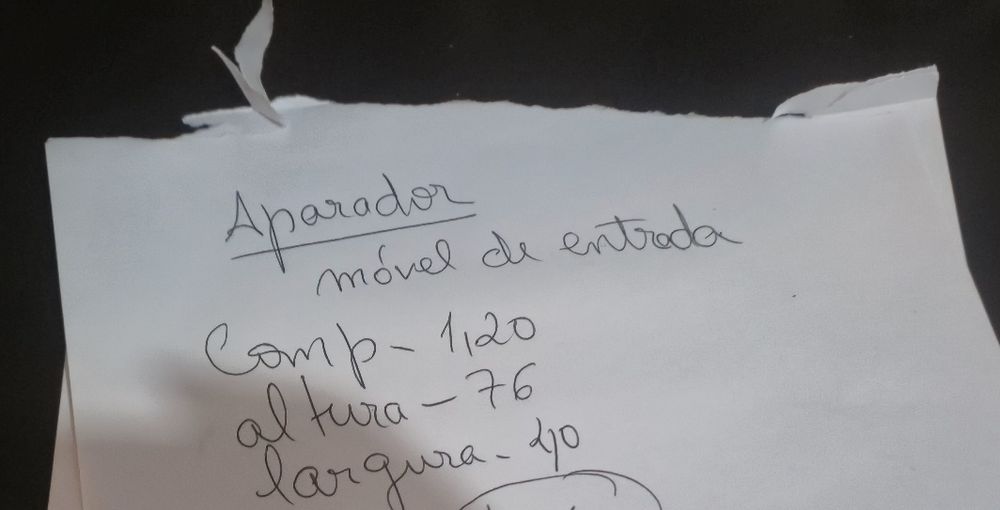 Aparador
móvel de entrada
Comp - 1,20
altura - 76
largura - 40